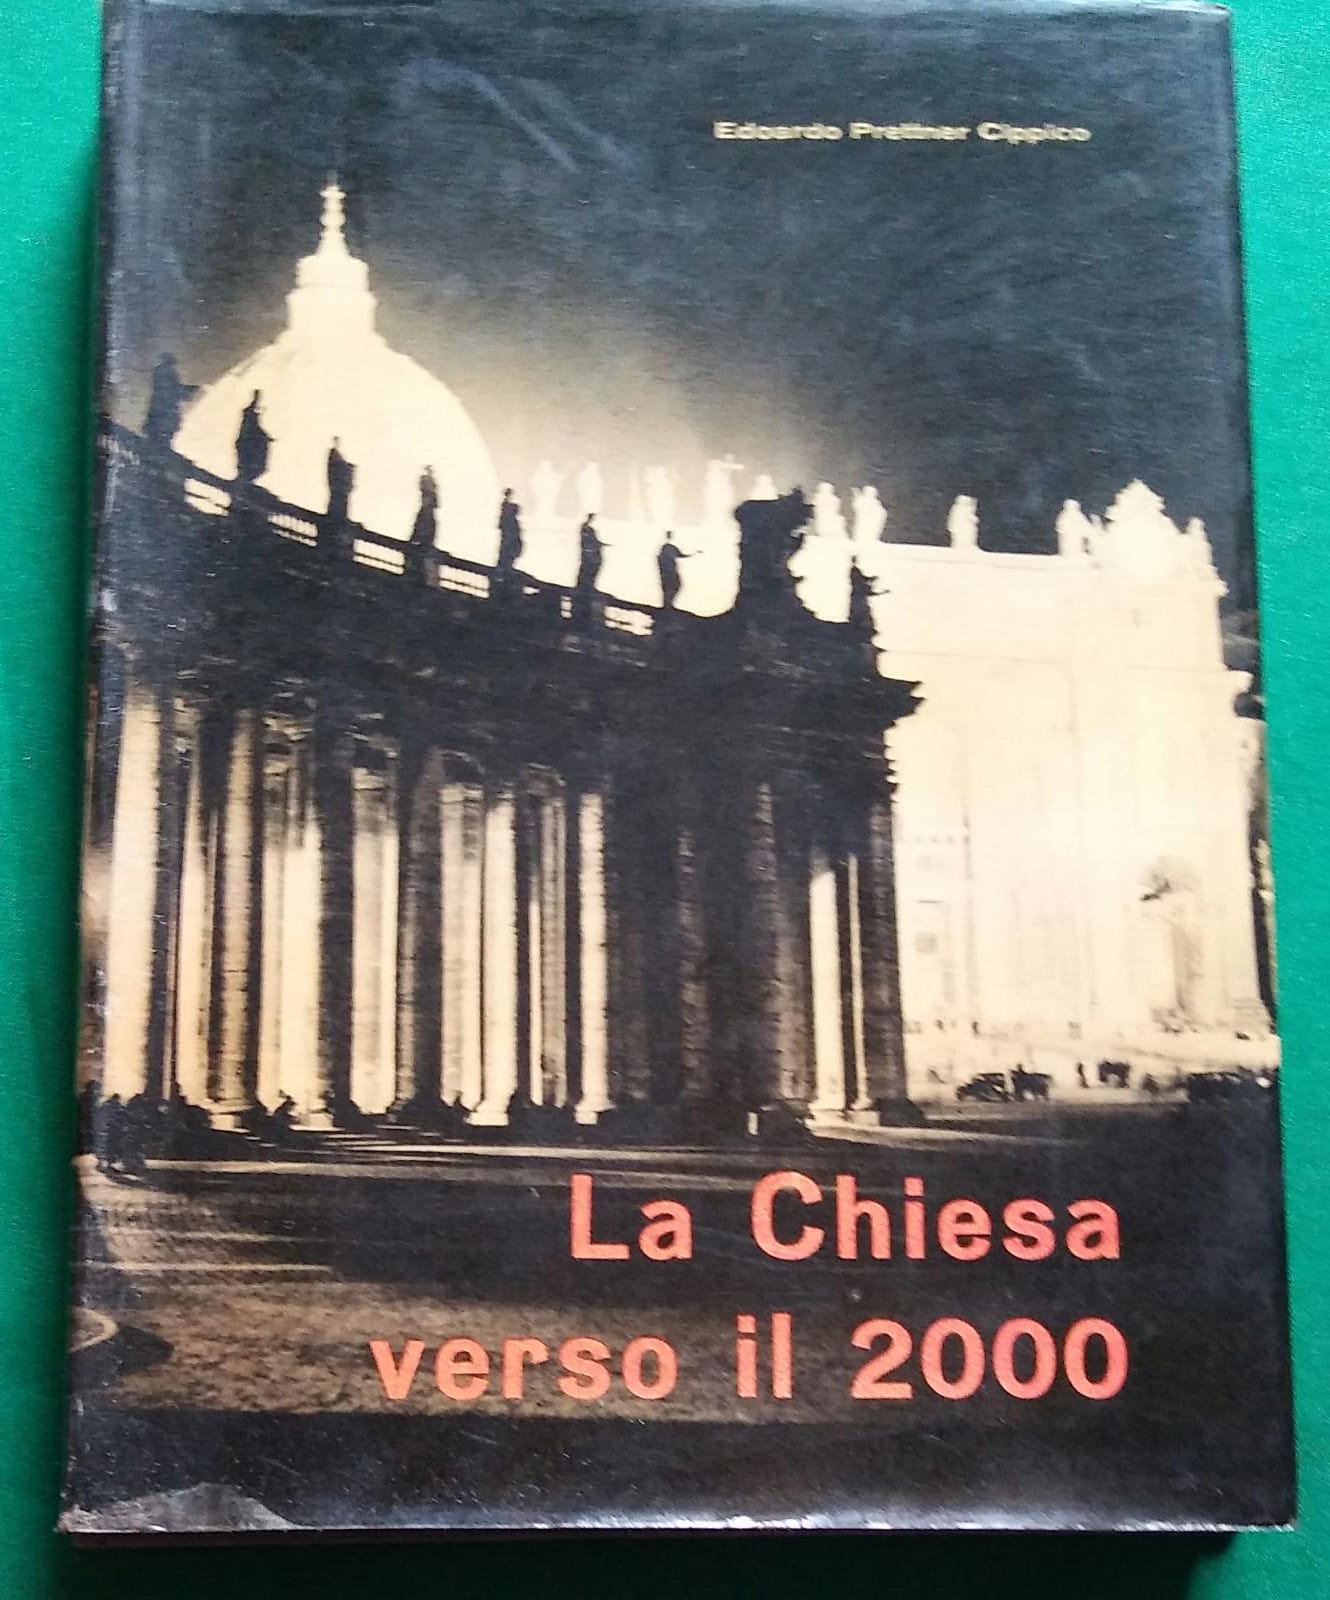 Edoardo Prettner Cippico
La Chiesa
verso il 2000